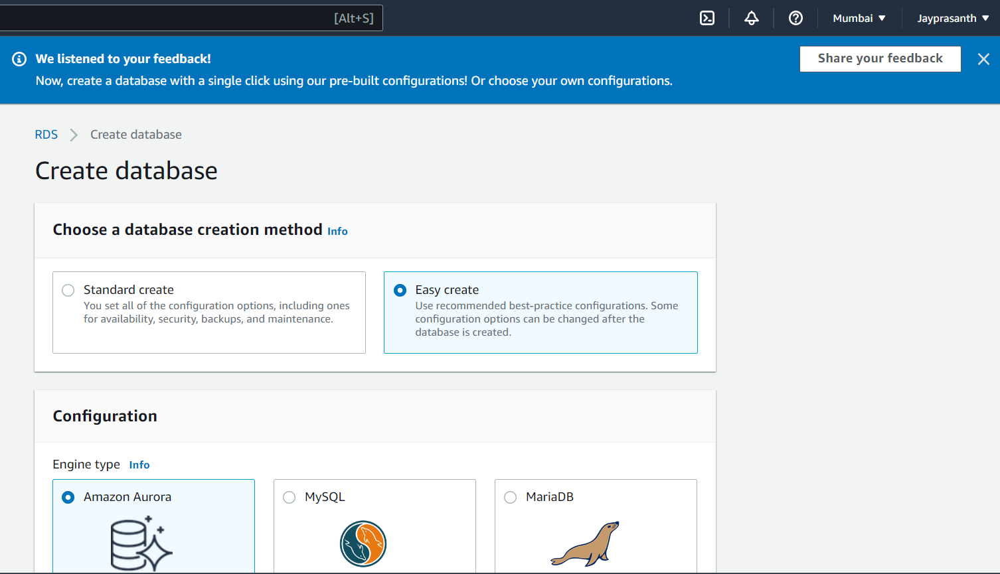 [Alt+S]
Mumbai
Jayprasanth
We listened to your feedback!
Share your feedback
Now, create a database with a single click using our pre-built configurations! Or choose your own configurations.
RDS
Create database
Create database
Choose a database creation method Info
Standard create
You set all of the configuration options, including ones
for availability, security, backups, and maintenance.
Easy create
Use recommended best-practice configurations. Some
configuration options can be changed after the
database is created.
Configuration
Engine type Info
Amazon Aurora
MySQL
MariaDB